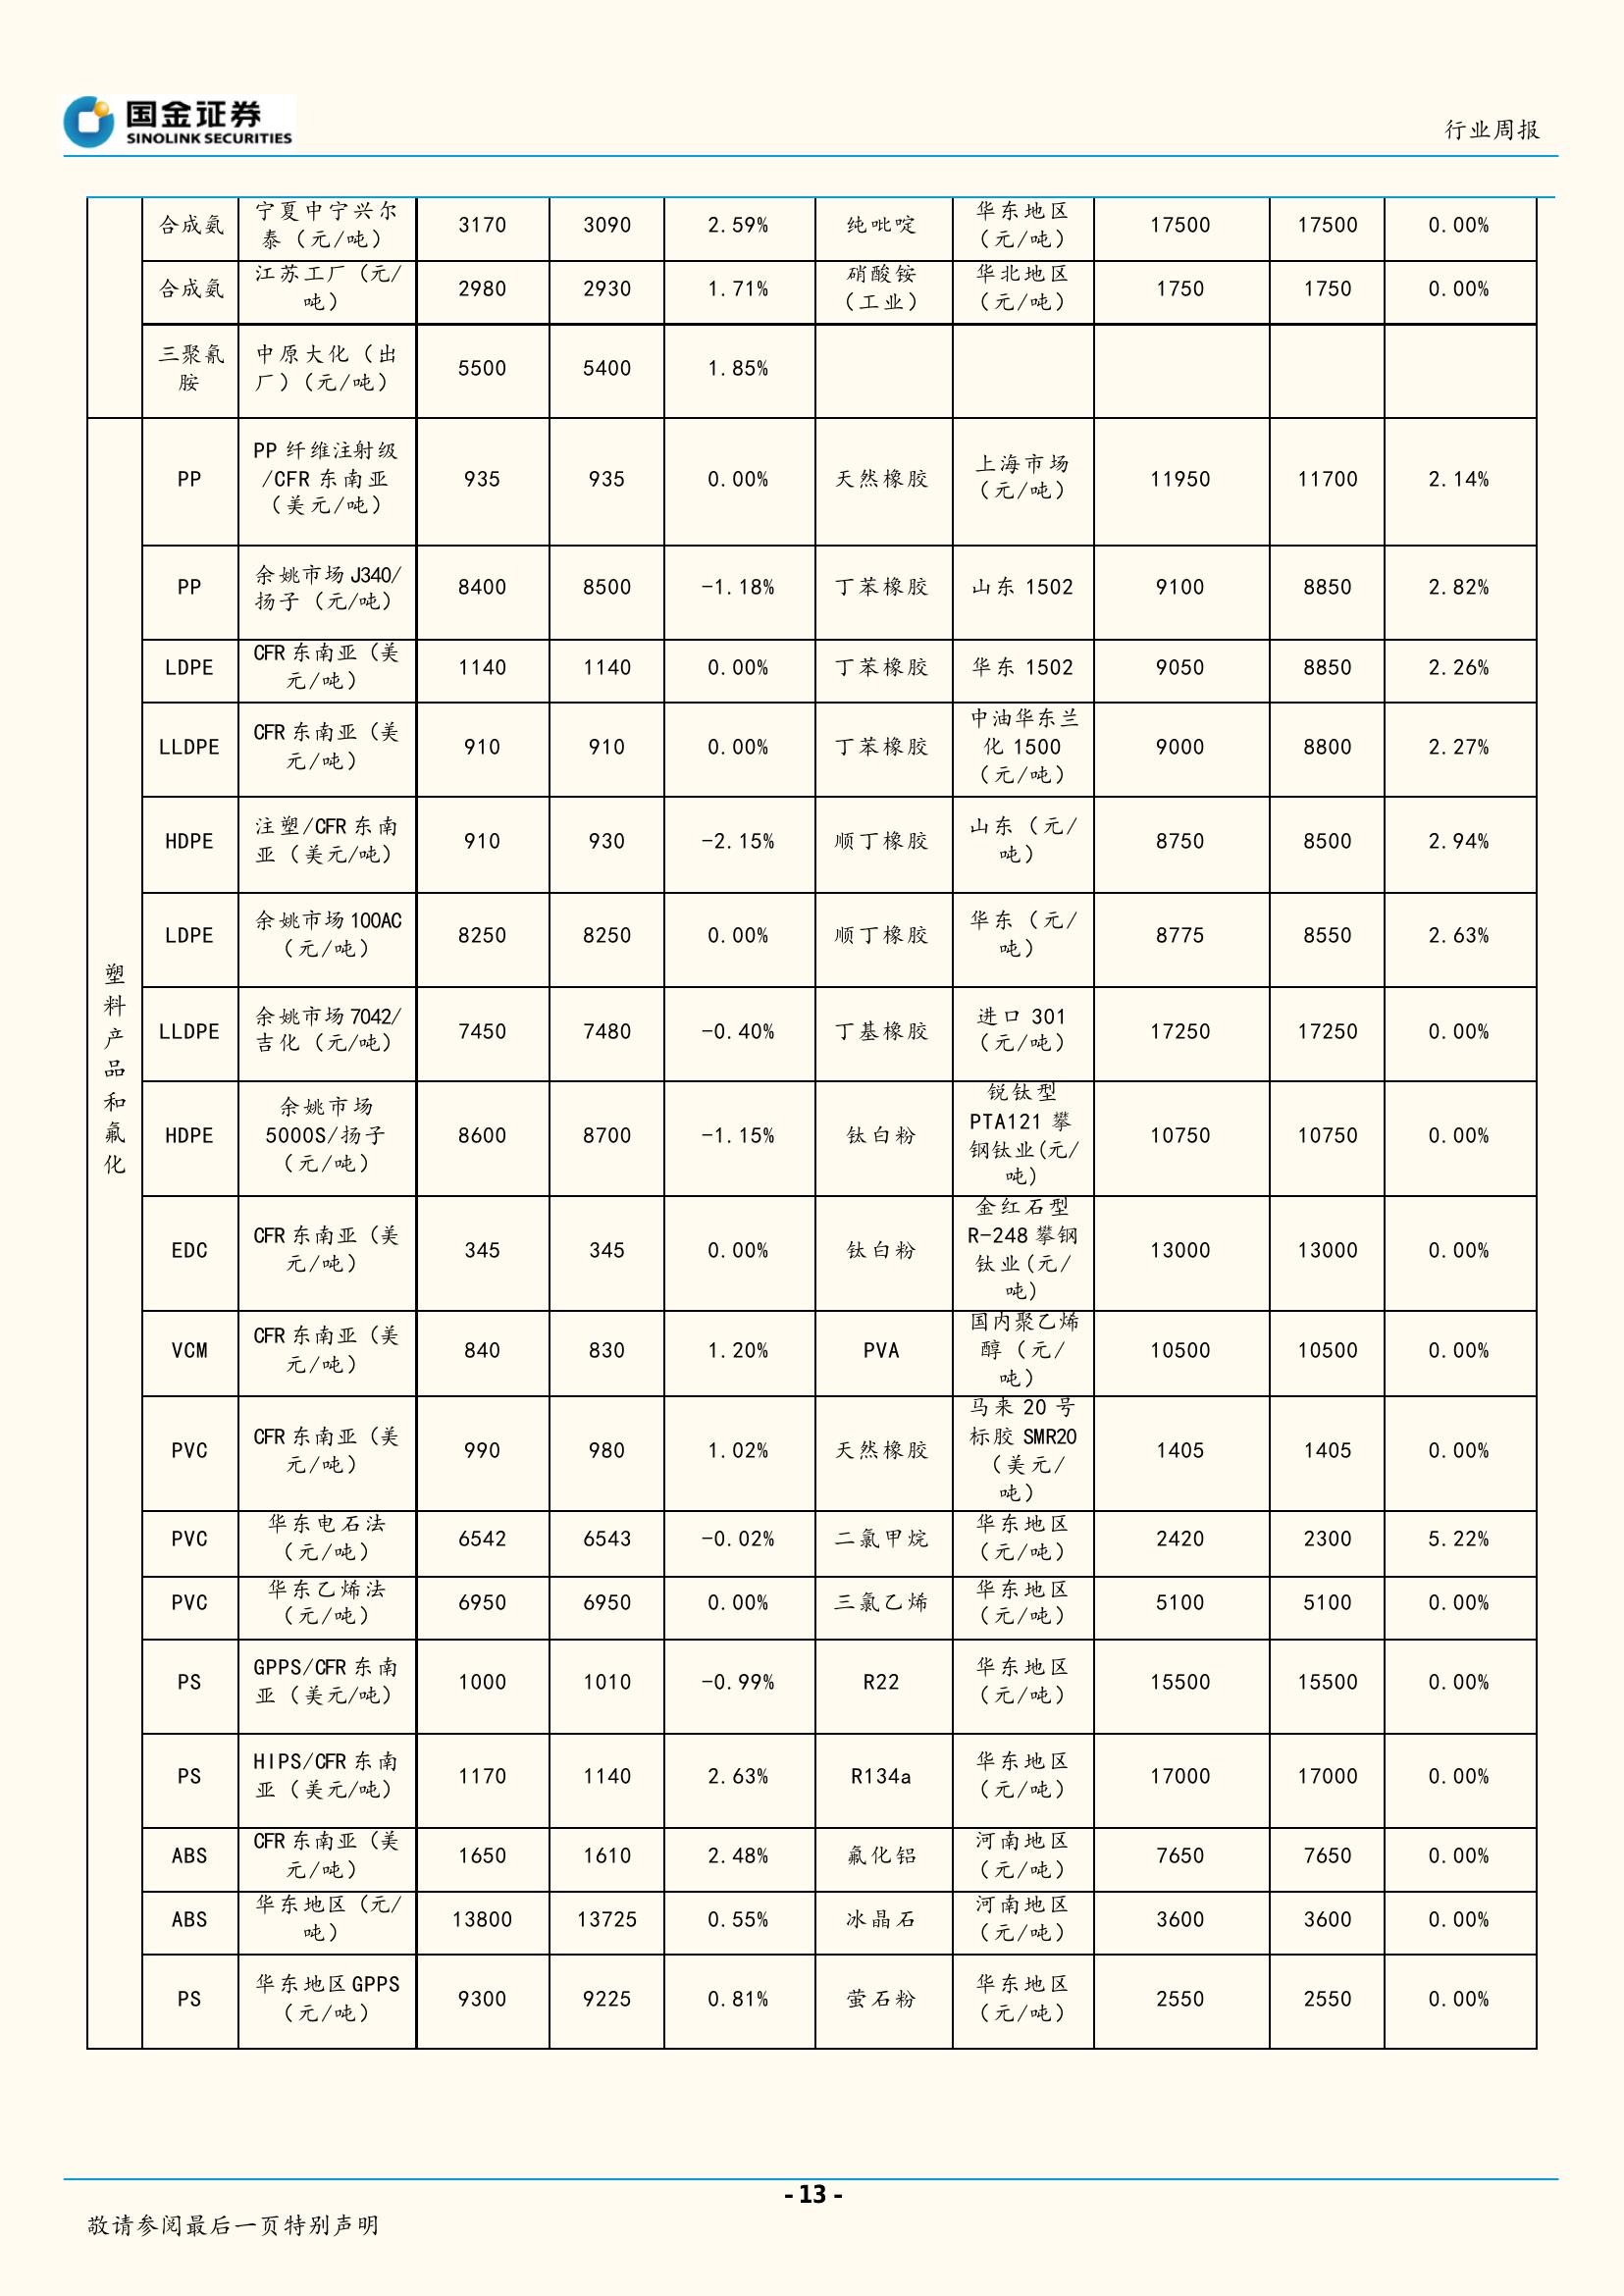 国金证券
SINOLINK SECURITIES
行业周报
合成氨 宁夏中宁兴尔泰（元/吨） 3170 3090 2.59% 纯吡啶 华东地区（元/吨） 17500 17500 0.00%
合成氨 江苏工厂（元/吨） 2980 2930 1.71% 硝酸铵（工业） 华北地区（元/吨） 1750 1750 0.00%
三聚氰胺 中原大化（出厂）（元/吨） 5500 5400 1.85%
塑料产品和氟化
PP PP 纤维注射级/CFR 东南亚（美元/吨） 935 935 0.00% 天然橡胶 上海市场（元/吨） 11950 11700 2.14%
PP 余姚市场 J340/扬子（元/吨） 8400 8500 -1.18% 丁苯橡胶 山东 1502 9100 8850 2.82%
LDPE CFR 东南亚（美元/吨） 1140 1140 0.00% 丁苯橡胶 华东 1502 9050 8850 2.26%
LLDPE CFR 东南亚（美元/吨） 910 910 0.00% 丁苯橡胶 中油华东兰化 1500（元/吨） 9000 8800 2.27%
HDPE 注塑/CFR 东南亚（美元/吨） 910 930 -2.15% 顺丁橡胶 山东（元/吨） 8750 8500 2.94%
LDPE 余姚市场 100AC（元/吨） 8250 8250 0.00% 顺丁橡胶 华东（元/吨） 8775 8550 2.63%
LLDPE 余姚市场 7042/吉化（元/吨） 7450 7480 -0.40% 丁基橡胶 进口 301（元/吨） 17250 17250 0.00%
HDPE 余姚市场 5000S/扬子（元/吨） 8600 8700 -1.15% 钛白粉 锐钛型 PTA121 攀钢钛业(元/吨) 10750 10750 0.00%
EDC CFR 东南亚（美元/吨） 345 345 0.00% 钛白粉 金红石型 R-248 攀钢钛业(元/吨) 13000 13000 0.00%
VCM CFR 东南亚（美元/吨） 840 830 1.20% PVA 国内聚乙烯醇（元/吨） 10500 10500 0.00%
PVC CFR 东南亚（美元/吨） 990 980 1.02% 天然橡胶 马来 20 号标胶 SMR20（美元/吨） 1405 1405 0.00%
PVC 华东电石法（元/吨） 6542 6543 -0.02% 二氯甲烷 华东地区（元/吨） 2420 2300 5.22%
PVC 华东乙烯法（元/吨） 6950 6950 0.00% 三氯乙烯 华东地区（元/吨） 5100 5100 0.00%
PS GPPS/CFR 东南亚（美元/吨） 1000 1010 -0.99% R22 华东地区（元/吨） 15500 15500 0.00%
PS HIPS/CFR 东南亚（美元/吨） 1170 1140 2.63% R134a 华东地区（元/吨） 17000 17000 0.00%
ABS CFR 东南亚（美元/吨） 1650 1610 2.48% 氟化铝 河南地区（元/吨） 7650 7650 0.00%
ABS 华东地区（元/吨） 13800 13725 0.55% 冰晶石 河南地区（元/吨） 3600 3600 0.00%
PS 华东地区 GPPS（元/吨） 9300 9225 0.81% 萤石粉 华东地区（元/吨） 2550 2550 0.00%
- 13 -
敬请参阅最后一页特别声明